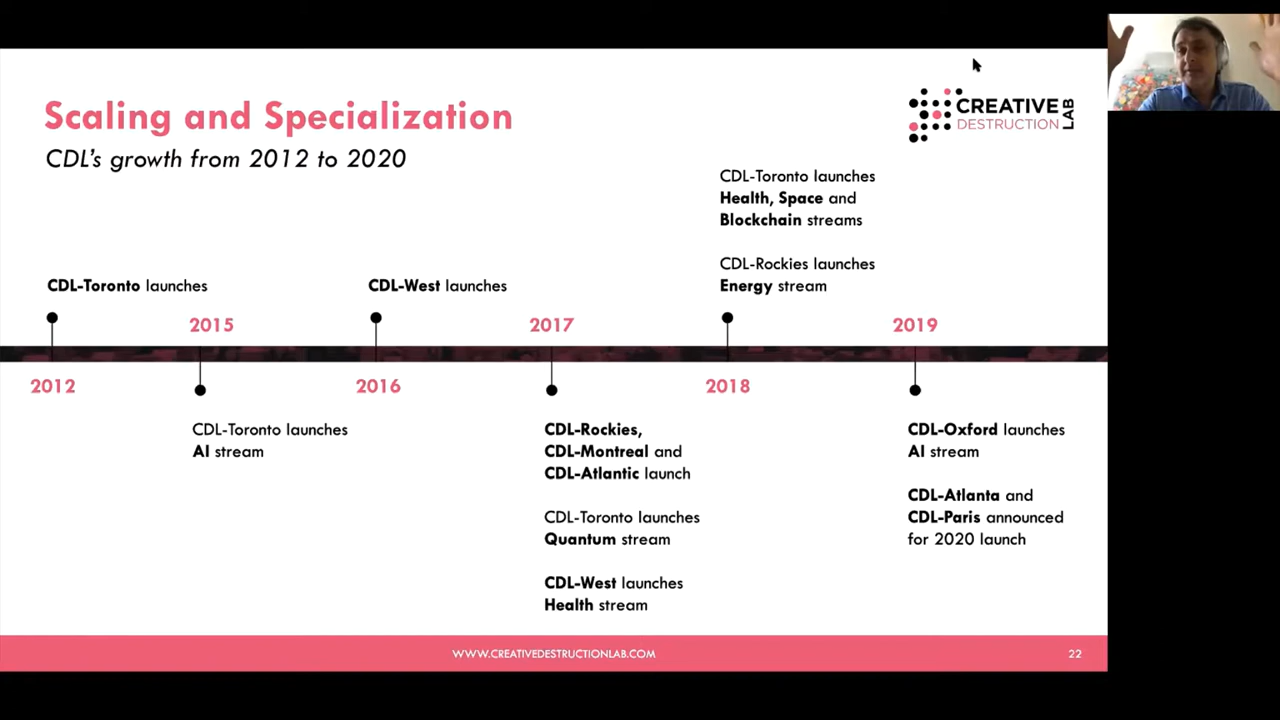 Scaling and Specialization
CDL's growth from 2012 to 2020
CREATIVE
DESTRUCTION
LAB
CDL-Toronto launches
Health, Space and
Blockchain streams
CDL-Rockies launches
Energy stream
CDL-Toronto launches
CDL-West launches
2015
2017
2019
2012
2016
2018
CDL-Toronto launches
AI stream
CDL-Rockies,
CDL-Montreal and
CDL-Atlantic launch
CDL-Toronto launches
Quantum stream
CDL-West launches
Health stream
CDL-Oxford launches
AI stream
CDL-Atlanta and
CDL-Paris announced
for 2020 launch
WWW.CREATIVEDESTRUCTIONLAB.COM
22